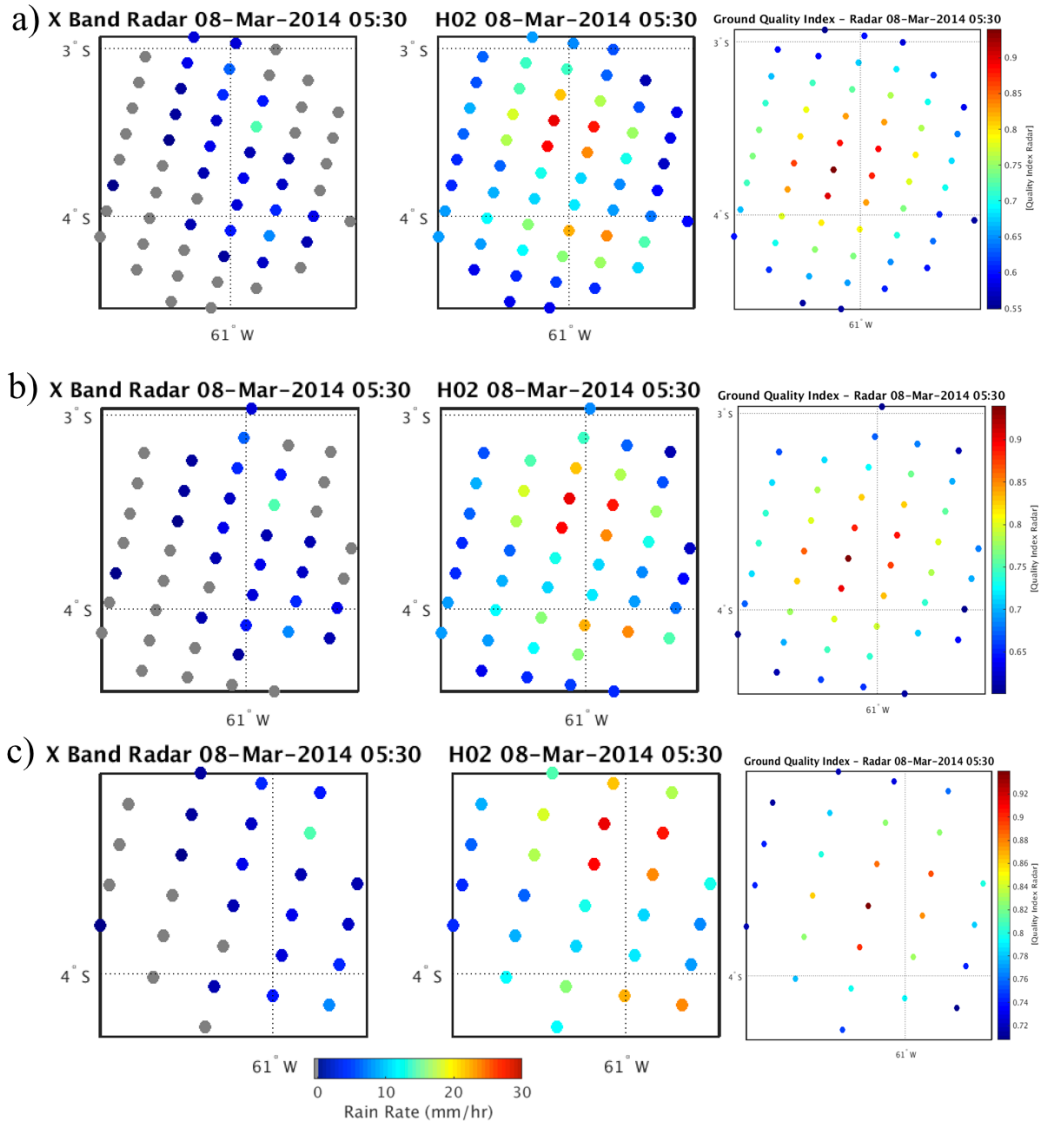 a)
X Band Radar 08-Mar-2014 05:30
H02 08-Mar-2014 05:30
Ground Quality Index - Radar 08-Mar-2014 05:30
3° S
4° S
61° W
3° S
4° S
61° W
0.9
0.85
0.8
0.75
0.7
0.65
0.6
0.55
[Quality Index Radar]
b)
X Band Radar 08-Mar-2014 05:30
H02 08-Mar-2014 05:30
Ground Quality Index - Radar 08-Mar-2014 05:30
3° S
4° S
61° W
3° S
4° S
61° W
3° S
4° S
61° W
0.9
0.85
0.8
0.75
0.7
0.65
[Quality Index Radar]
c)
X Band Radar 08-Mar-2014 05:30
H02 08-Mar-2014 05:30
Ground Quality Index - Radar 08-Mar-2014 05:30
4° S
61° W
4° S
61° W
4° S
61° W
0.92
0.9
0.88
0.86
0.84
0.82
0.8
0.78
0.76
0.74
0.72
[Quality Index Radar]
0 10 20 30
Rain Rate (mm/hr)